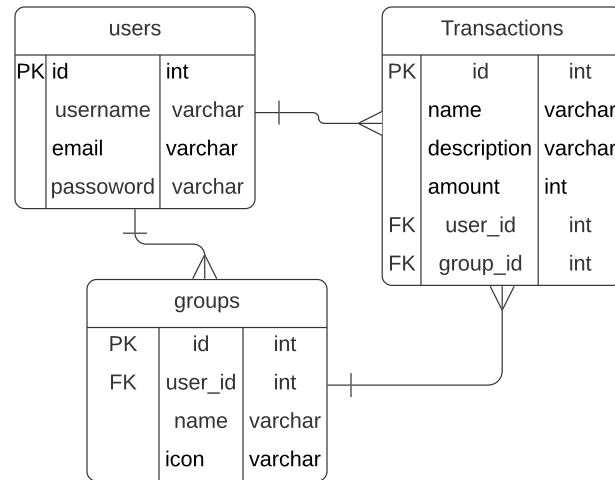 users
PK id int
username varchar
email varchar
passoword varchar
Transactions
PK id int
name varchar
description varchar
amount int
FK user_id int
FK group_id int
groups
PK id int
FK user_id int
name varchar
icon varchar